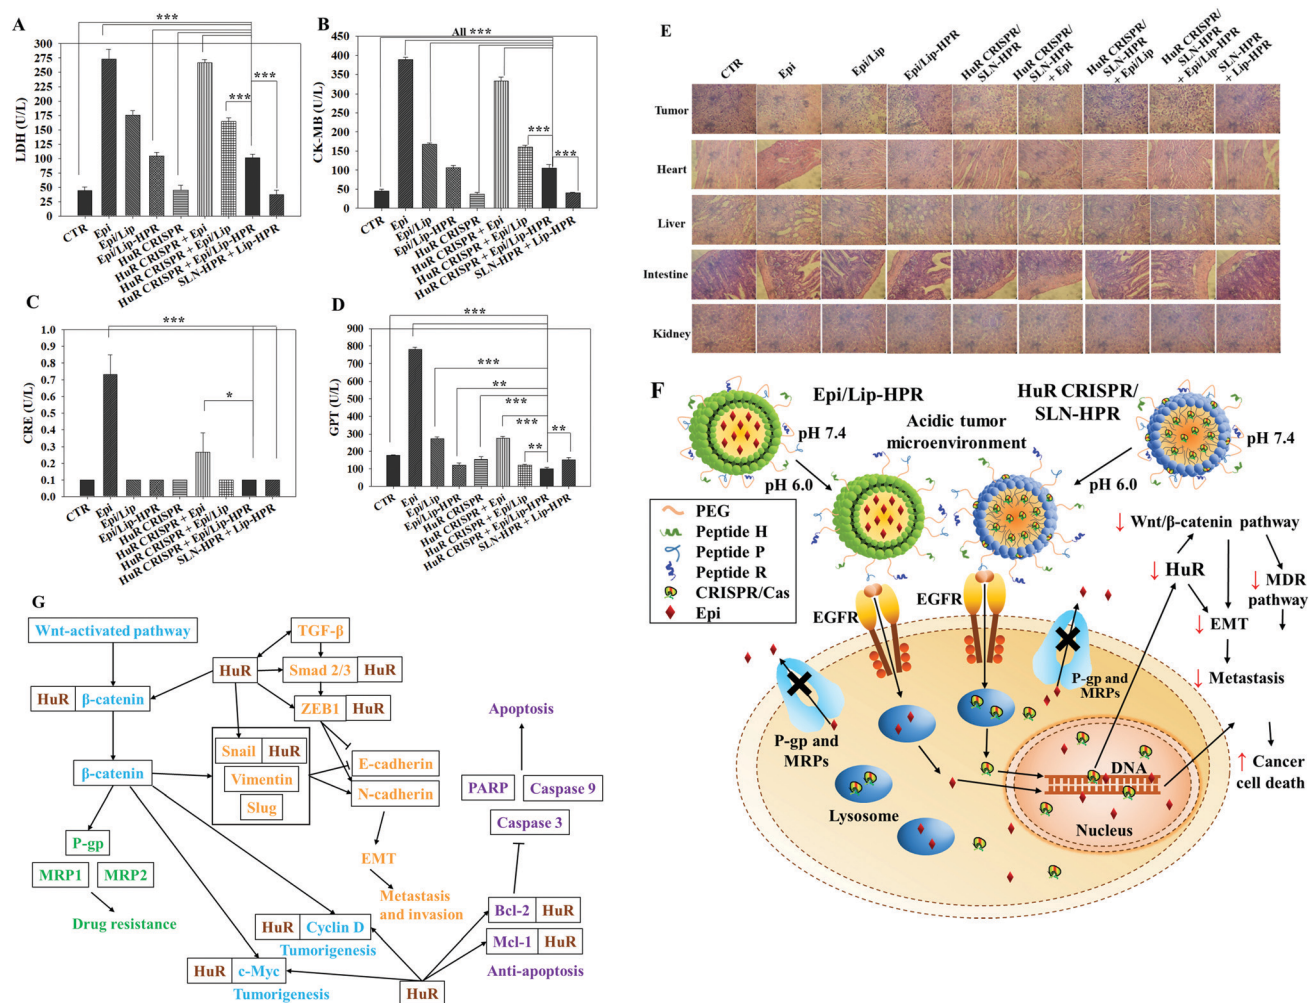 A
***
***
***
LDH (U/L)
300
275
250
225
200
175
150
125
100
75
50
25
0
CTR
Epi
Epi/Lip
Epi/Lip-HPR
HuR CRISPR
HuR CRISPR + Epi
HuR CRISPR + Epi/Lip
HuR CRISPR + Epi/Lip-HPR
SLN-HPR + Lip-HPR
B
All ***
***
***
CK-MB (U/L)
450
400
350
300
250
200
150
100
50
0
CTR
Epi
Epi/Lip
Epi/Lip-HPR
HuR CRISPR
HuR CRISPR + Epi
HuR CRISPR + Epi/Lip
HuR CRISPR + Epi/Lip-HPR
SLN-HPR + Lip-HPR
C
***
*
CRE (U/L)
1.0
0.9
0.8
0.7
0.6
0.5
0.4
0.3
0.2
0.1
0.0
CTR
Epi
Epi/Lip
Epi/Lip-HPR
HuR CRISPR
HuR CRISPR + Epi
HuR CRISPR + Epi/Lip
HuR CRISPR + Epi/Lip-HPR
SLN-HPR + Lip-HPR
D
***
***
**
***
***
**
**
GPT (U/L)
900
800
700
600
500
400
300
200
100
0
CTR
Epi
Epi/Lip
Epi/Lip-HPR
HuR CRISPR
HuR CRISPR + Epi
HuR CRISPR + Epi/Lip
HuR CRISPR + Epi/Lip-HPR
SLN-HPR + Lip-HPR
E
CTR
Epi
Epi/Lip
Epi/Lip-HPR
HuR CRISPR/
SLN-HPR
HuR CRISPR/
SLN-HPR
+ Epi
HuR CRISPR/
SLN-HPR
+ Epi/Lip
HuR CRISPR/
SLN-HPR
+ Epi/Lip-HPR
SLN-HPR
+ Lip-HPR
Tumor
Heart
Liver
Intestine
Kidney
F
Epi/Lip-HPR
HuR CRISPR/
SLN-HPR
pH 7.4
Acidic tumor
microenvironment
pH 7.4
pH 6.0
pH 6.0
PEG
Peptide H
Peptide P
Peptide R
CRISPR/Cas
Epi
EGFR
EGFR
↓ Wnt/β-catenin pathway
↓ HuR
↓ MDR
pathway
↓ EMT
↓ Metastasis
↑ Cancer
cell death
P-gp and
MRPs
P-gp and
MRPs
Lysosome
DNA
Nucleus
G
Wnt-activated pathway
TGF-β
HuR
Smad 2/3 HuR
HuR β-catenin
ZEB1 HuR
β-catenin
Snail HuR
Vimentin
Slug
E-cadherin
N-cadherin
Apoptosis
PARP
Caspase 9
Caspase 3
P-gp
MRP1
MRP2
Drug resistance
EMT
Metastasis
and invasion
HuR Cyclin D
Tumorigenesis
Bcl-2 HuR
Mcl-1 HuR
Anti-apoptosis
HuR c-Myc
Tumorigenesis
HuR